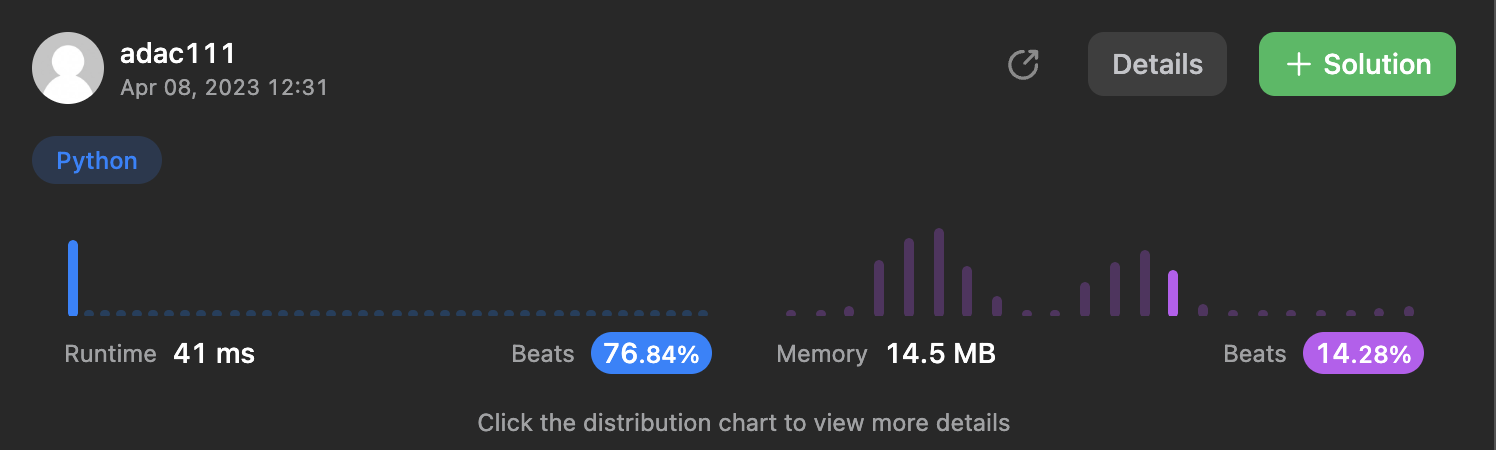 adac111
Apr 08, 2023 12:31
Details
+ Solution
Python
Runtime 41 ms
Beats 76.84%
Memory 14.5 MB
Beats 14.28%
Click the distribution chart to view more details